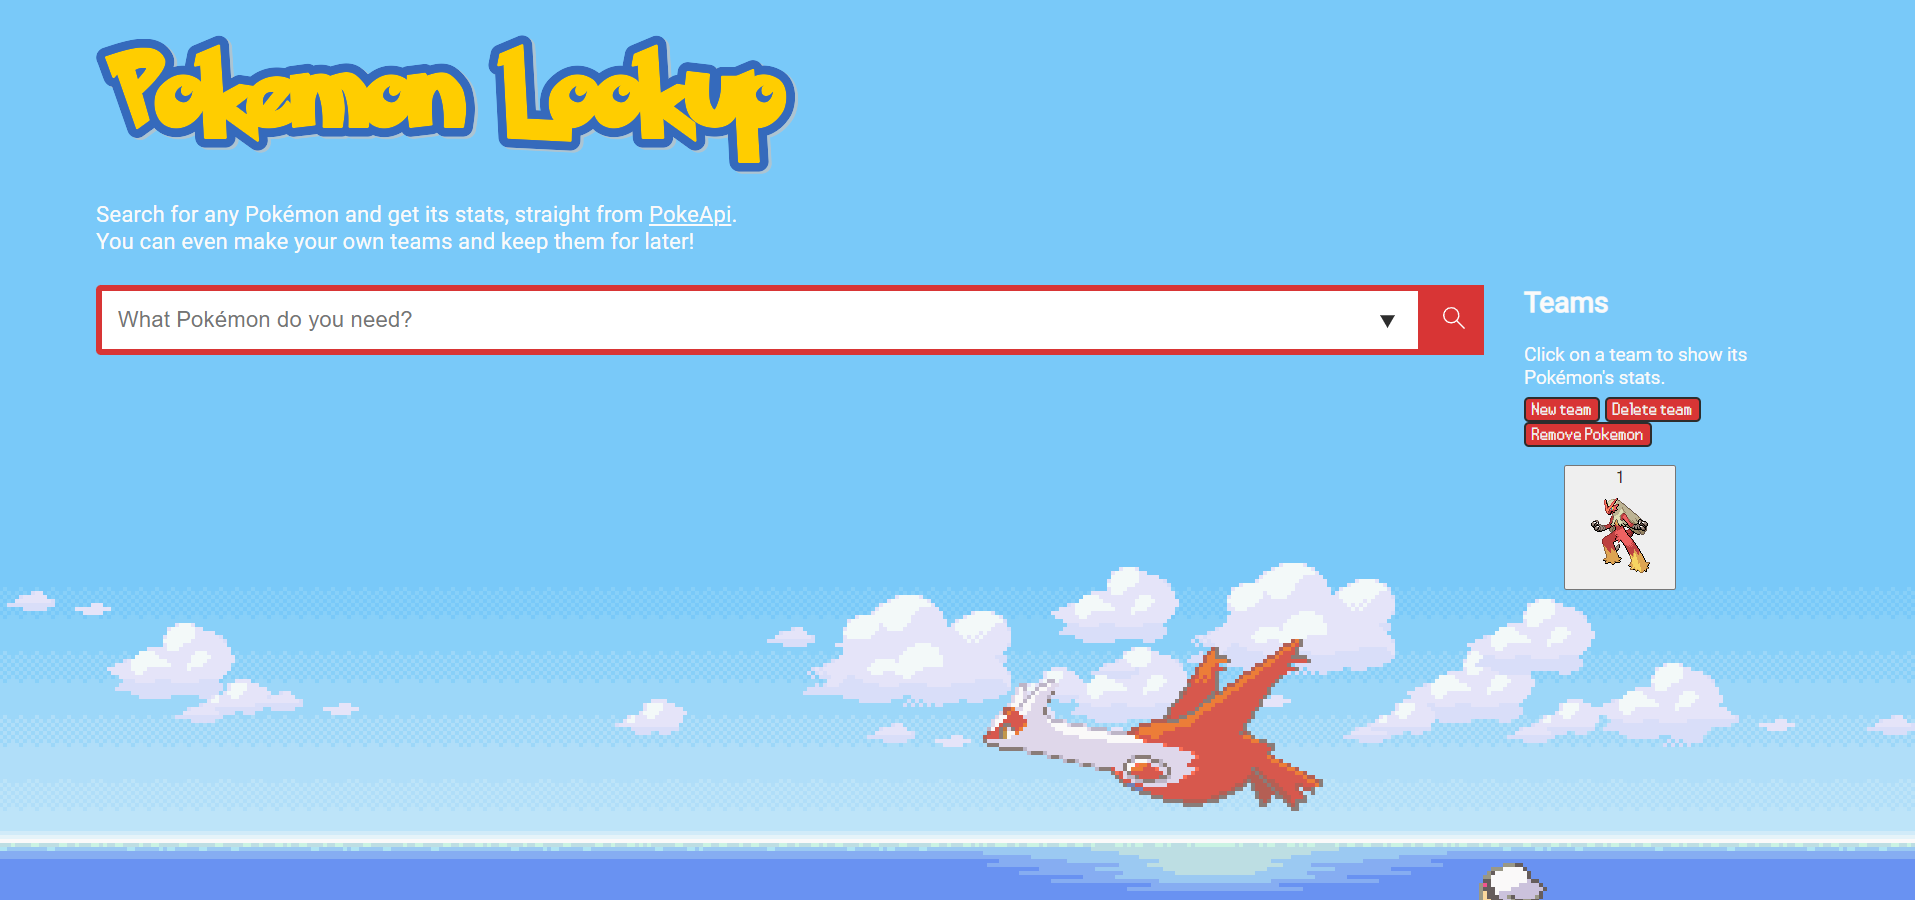 Pokemon Lookup
Search for any Pokémon and get its stats, straight from PokeApi.
You can even make your own teams and keep them for later!
What Pokémon do you need?
Teams
Click on a team to show its
Pokémon's stats.
New team Delete team
Remove Pokemon
1